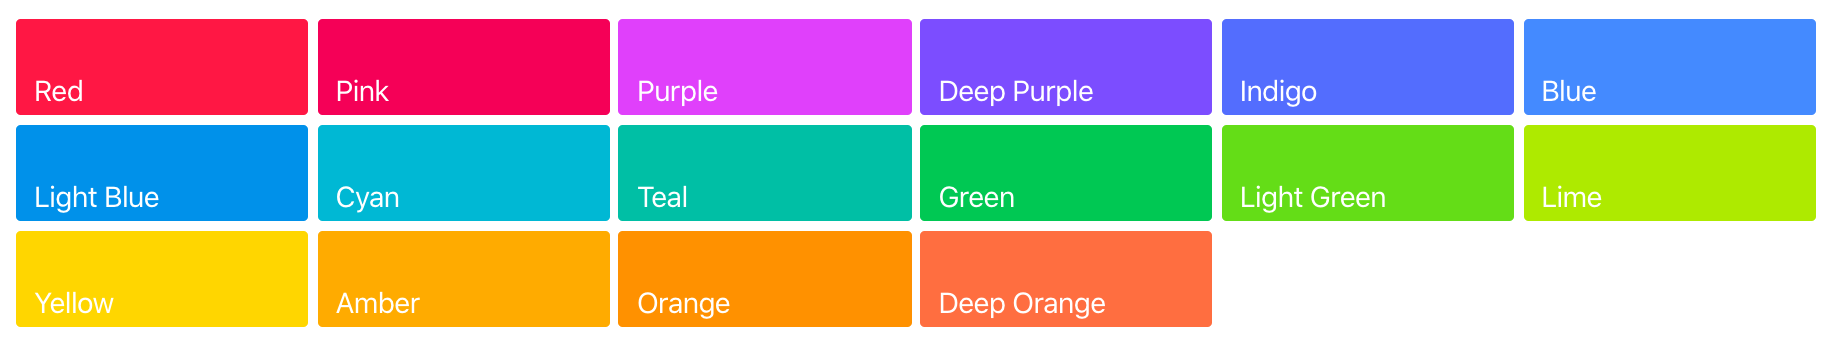 Red
Pink
Purple
Deep Purple
Indigo
Blue
Light Blue
Cyan
Teal
Green
Light Green
Lime
Yellow
Amber
Orange
Deep Orange